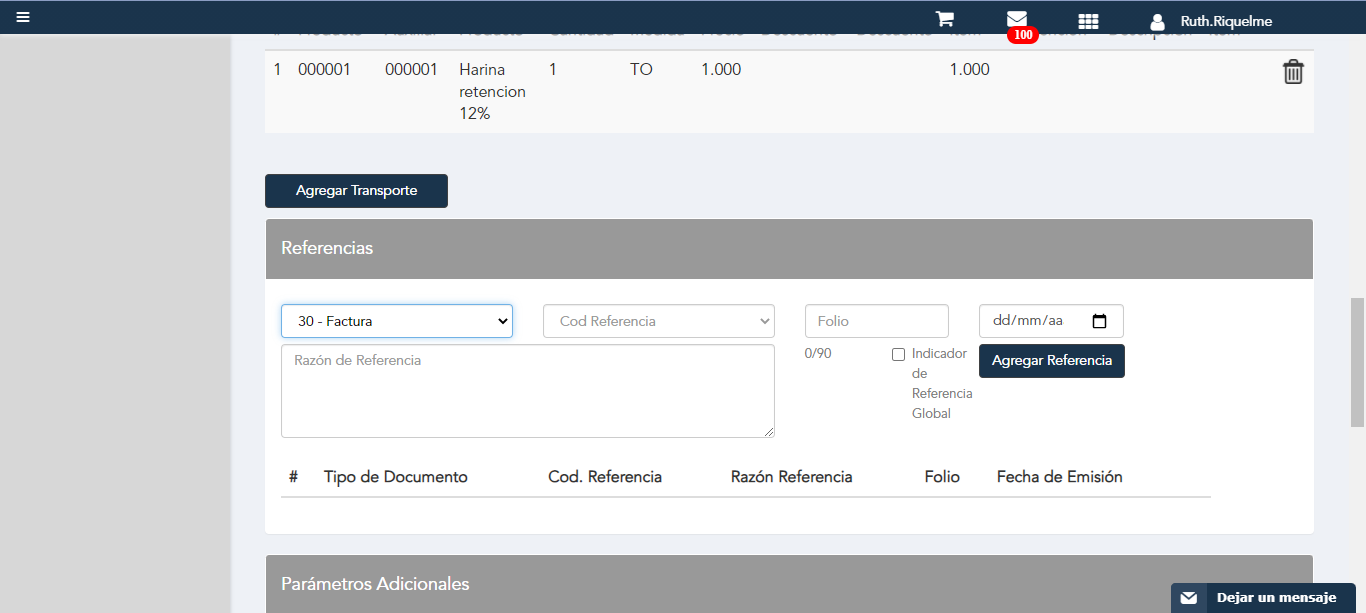 Ruth.Riquelme
100
1 000001 000001 Harina 1 TO 1.000 1.000
retencion
12%
Agregar Transporte
Referencias
30 - Factura Cod Referencia Folio dd/mm/aa
Razón de Referencia 0/90 Indicador Agregar Referencia
de
Referencia
Global
# Tipo de Documento Cod. Referencia Razón Referencia Folio Fecha de Emisión
Parámetros Adicionales
Dejar un mensaje